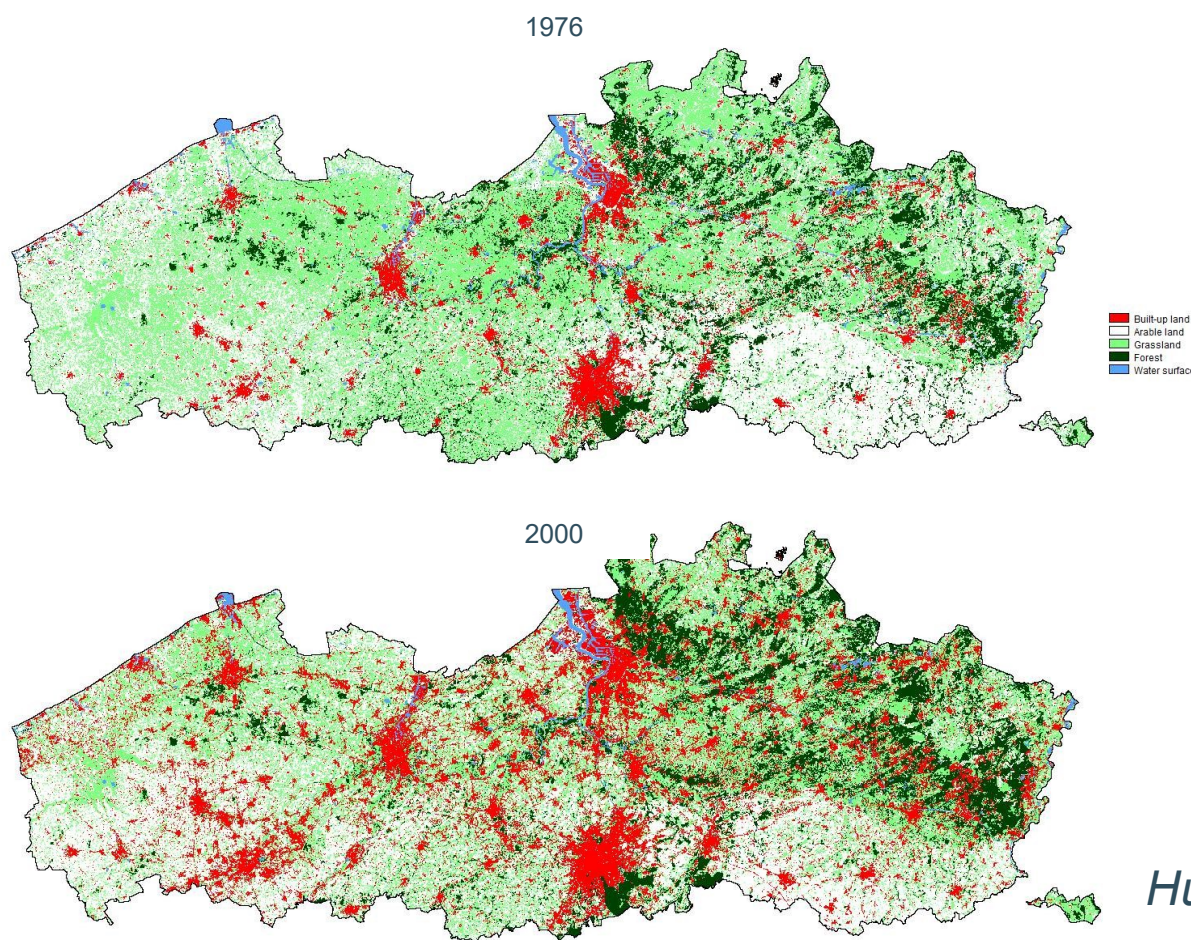 1976
Built-up land
Arable land
Grassland
Forest
Water surface
2000